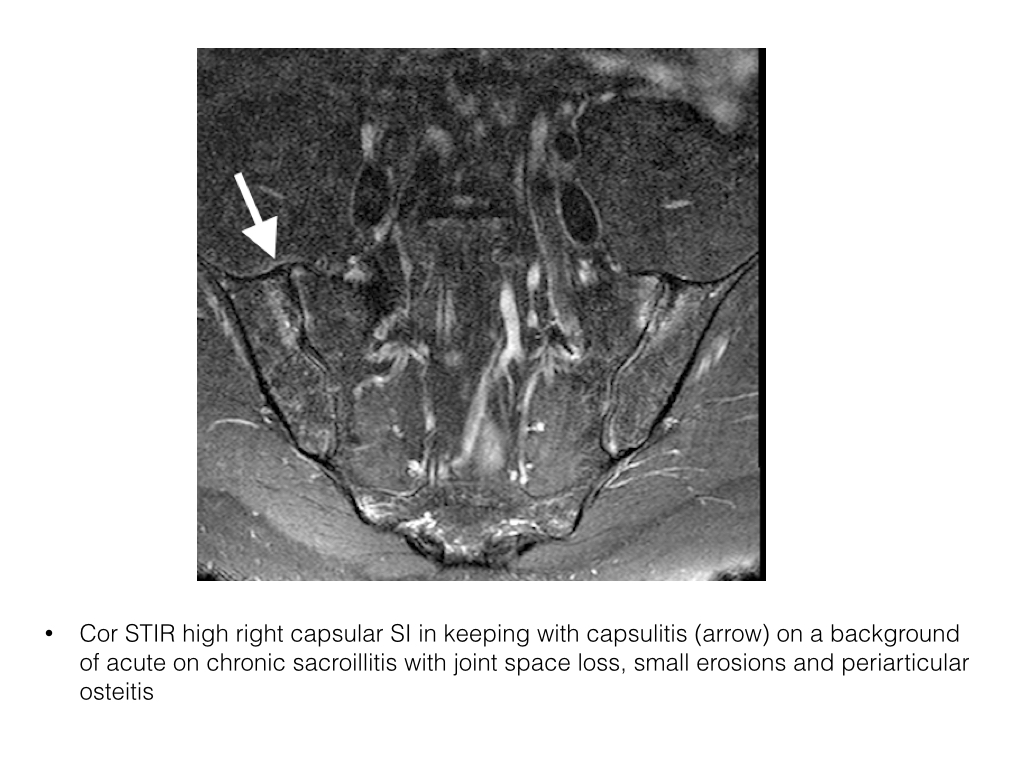 • Cor STIR high right capsular SI in keeping with capsulitis (arrow) on a background
of acute on chronic sacroillitis with joint space loss, small erosions and periarticular
osteitis